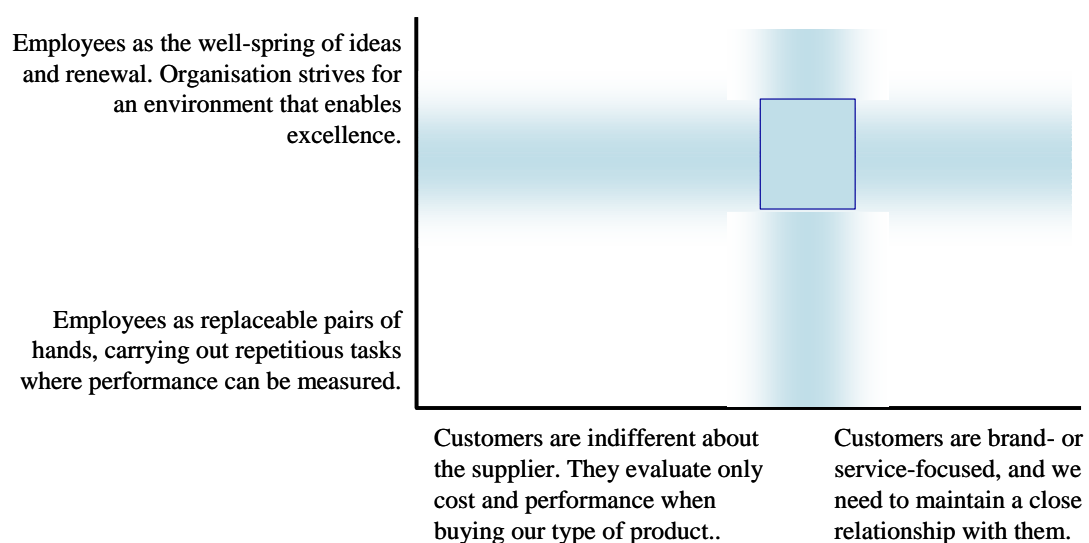 Employees as the well-spring of ideas
and renewal. Organisation strives for
an environment that enables
excellence.
Employees as replaceable pairs of
hands, carrying out repetitious tasks
where performance can be measured.
Customers are indifferent about
the supplier. They evaluate only
cost and performance when
buying our type of product..
Customers are brand- or
service-focused, and we
need to maintain a close
relationship with them.